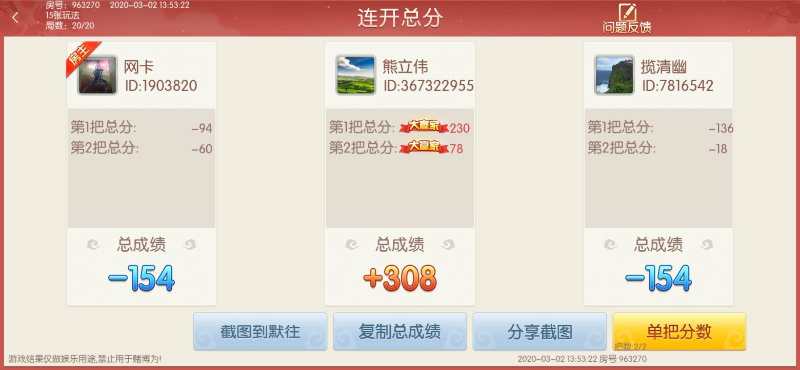 房号：963270 2020-03-02 13:53:22
15张玩法
局数：20/20
连开总分
问题反馈
房主
网卡
ID:1903820
第1把总分: -94
第2把总分: -60
总成绩
-154
熊立伟
ID:367322955
第1把总分: 大赢家 230
第2把总分: 大赢家 78
总成绩
+308
揽清幽
ID:7816542
第1把总分: -136
第2把总分: -18
总成绩
-154
截图到默往
复制总成绩
分享截图
单把分数
把数:2/2
游戏结果仅做娱乐用途,禁止用于赌博为!
2020-03-02 13:53:22 房号 963270